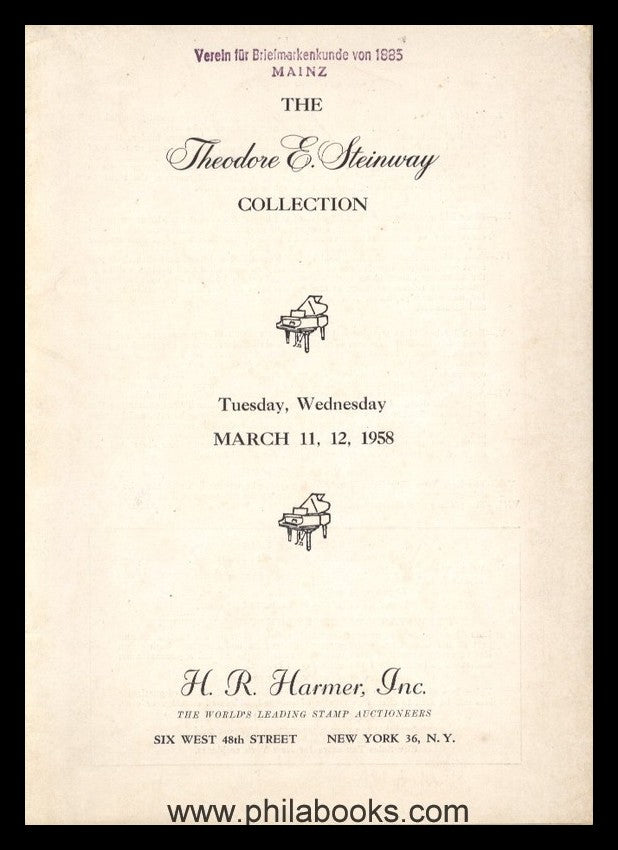 Verein für Briefmarkenkunde von 1885
MAINZ
THE
Theodore E. Steinway
COLLECTION
Tuesday, Wednesday
MARCH 11, 12, 1958
H. R. Harmer, Inc.
THE WORLD'S LEADING STAMP AUCTIONEERS
SIX WEST 48th STREET NEW YORK 36, N. Y.
www.philabooks.com